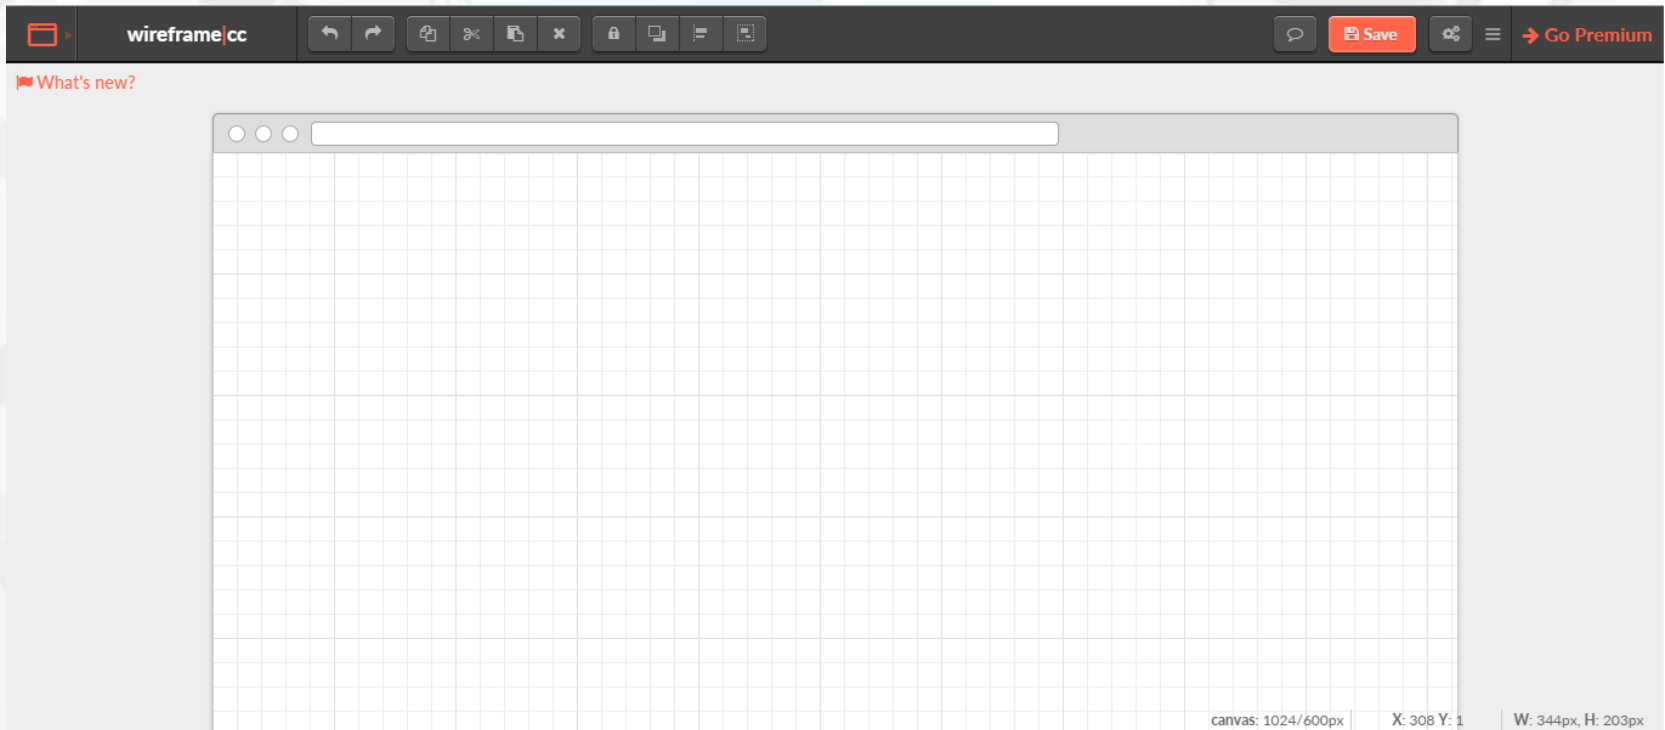 wireframe|cc
Save
Go Premium
What's new?
canvas: 1024/600px
X: 308 Y: 1
W: 344px, H: 203px